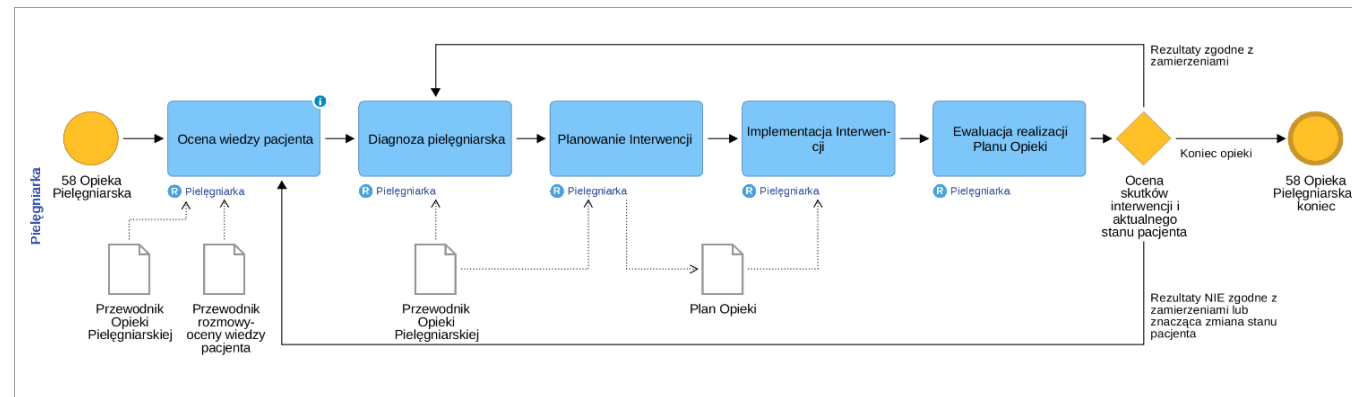 Pielęgniarka
58 Opieka
Pielęgniarska
Ocena wiedzy pacjenta
i
R Pielęgniarka
Diagnoza pielęgniarska
R Pielęgniarka
Planowanie Interwencji
R Pielęgniarka
Implementacja Interwen-
cji
R Pielęgniarka
Ewaluacja realizacji
Planu Opieki
R Pielęgniarka
Rezultaty zgodne z
zamierzeniami
Koniec opieki
Ocena
skutków
interwencji i
aktualnego
stanu pacjenta
58 Opieka
Pielęgniarska
koniec
Przewodnik
Opieki
Pielęgniarskiej
Przewodnik
rozmowy-
oceny wiedzy
pacjenta
Przewodnik
Opieki
Pielęgniarskiej
Plan Opieki
Rezultaty NIE zgodne z
zamierzeniami lub
znacząca zmiana stanu
pacjenta